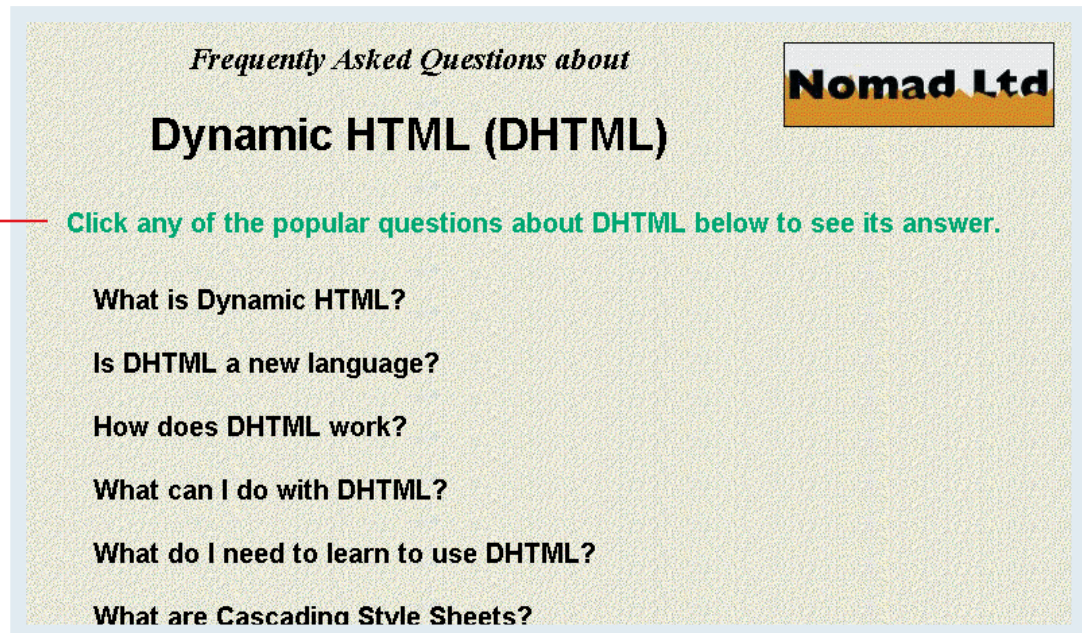 Frequently Asked Questions about
Nomad Ltd
Dynamic HTML (DHTML)
Click any of the popular questions about DHTML below to see its answer.
What is Dynamic HTML?
Is DHTML a new language?
How does DHTML work?
What can I do with DHTML?
What do I need to learn to use DHTML?
What are Cascading Style Sheets?